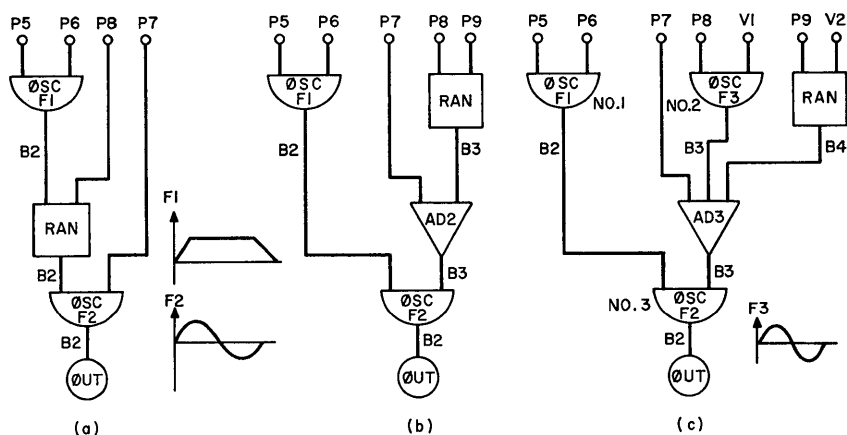 P5 P6 P8 P7 P5 P6 P7 P8 P9 P5 P6 P7 P8 V1 P9 V2
ØSC
F1
ØSC
F1
RAN
ØSC
F1
NO.1
NO.2
ØSC
F3
RAN
B2
B2
B3
B2
B3
B4
F1
RAN
AD2
AD3
B2
B3
B3
ØSC
F2
F2
ØSC
F2
NO.3
ØSC
F2
F3
B2
B2
B2
ØUT
ØUT
ØUT
(a)
(b)
(c)